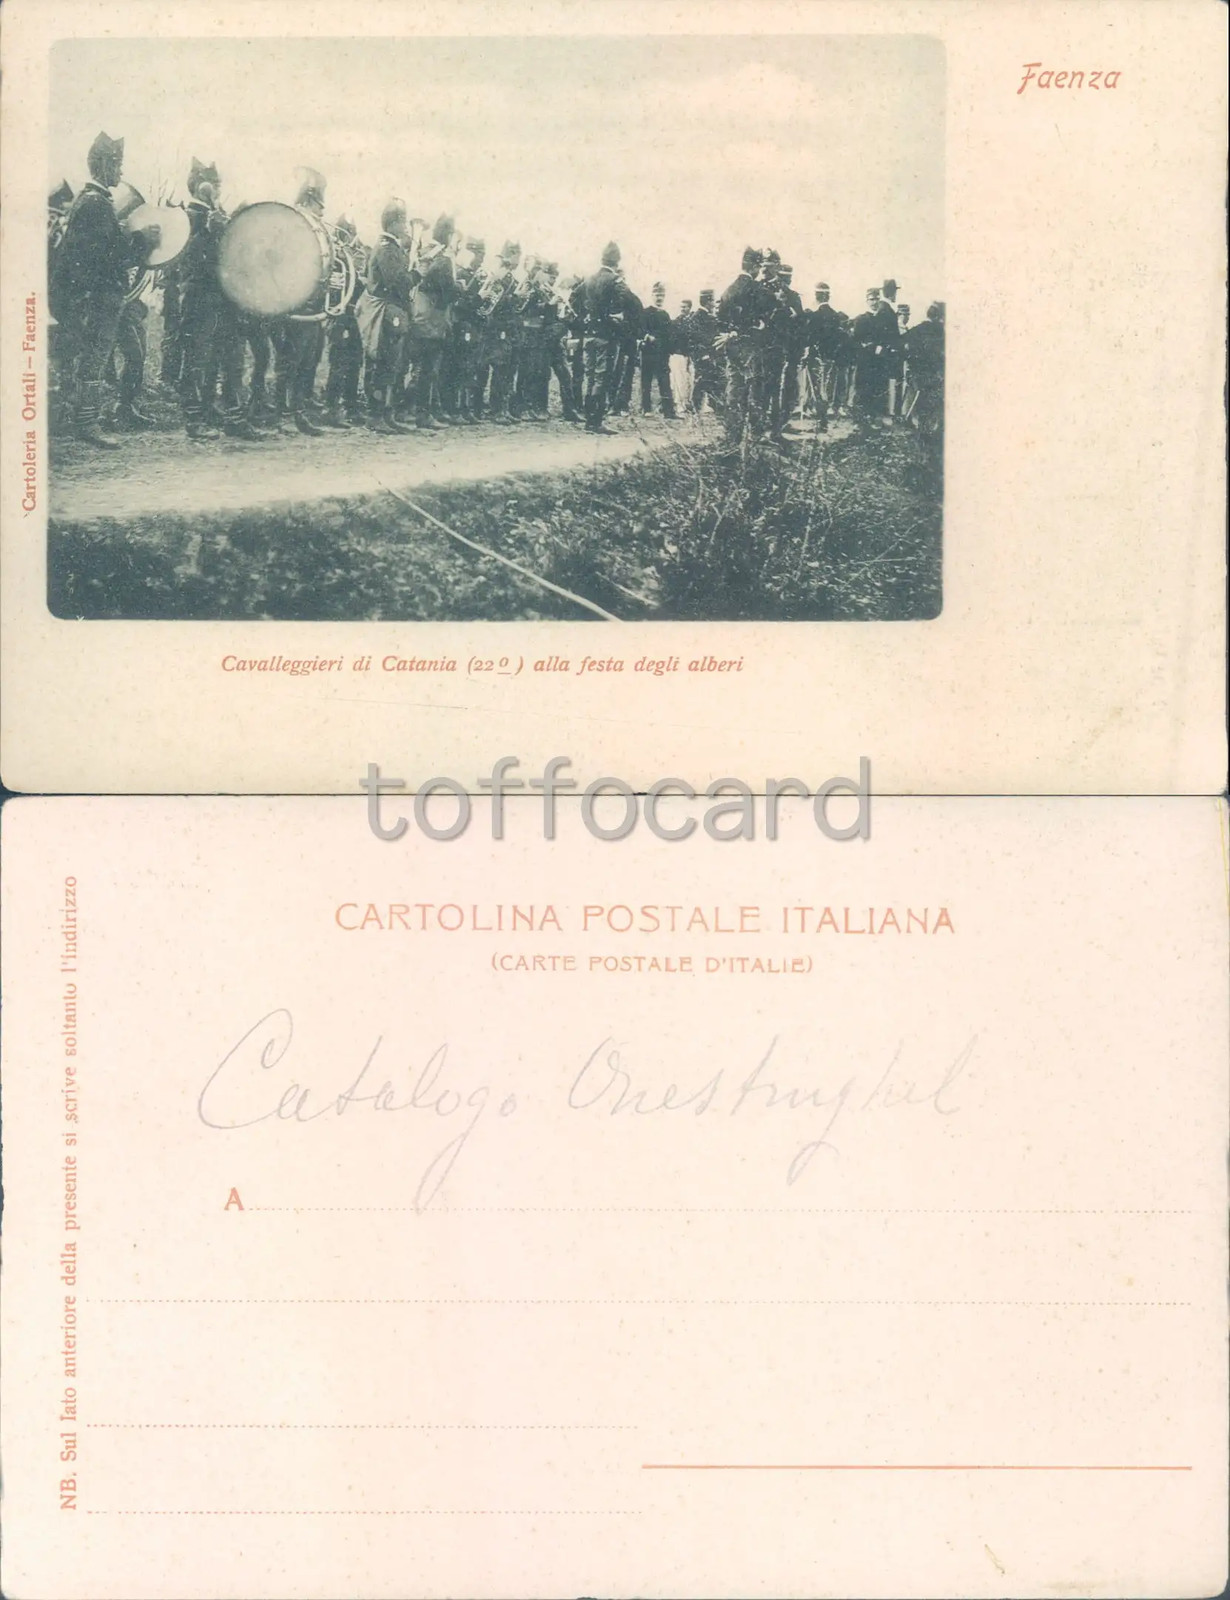 Faenza
Cartoleria Ortali — Faenza.
Cavalleggieri di Catania (22º) alla festa degli alberi
toffocard
CARTOLINA POSTALE ITALIANA
(CARTE POSTALE D'ITALIE)
Catalogo
A
NB. Sul lato anteriore della presente si scrive soltanto l'indirizzo